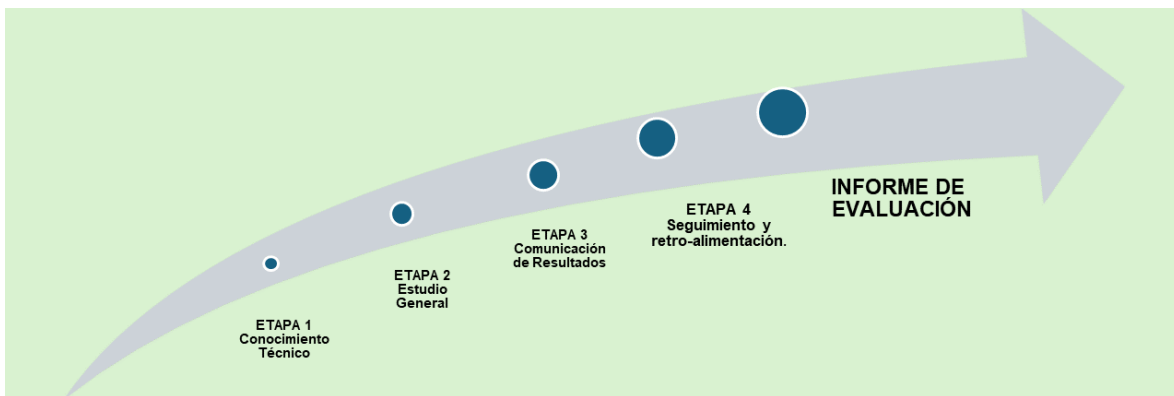 ETAPA 1
Conocimiento
Técnico
ETAPA 2
Estudio
General
ETAPA 3
Comunicación
de Resultados
ETAPA 4
Seguimiento y
retro-alimentación.
INFORME DE
EVALUACIÓN